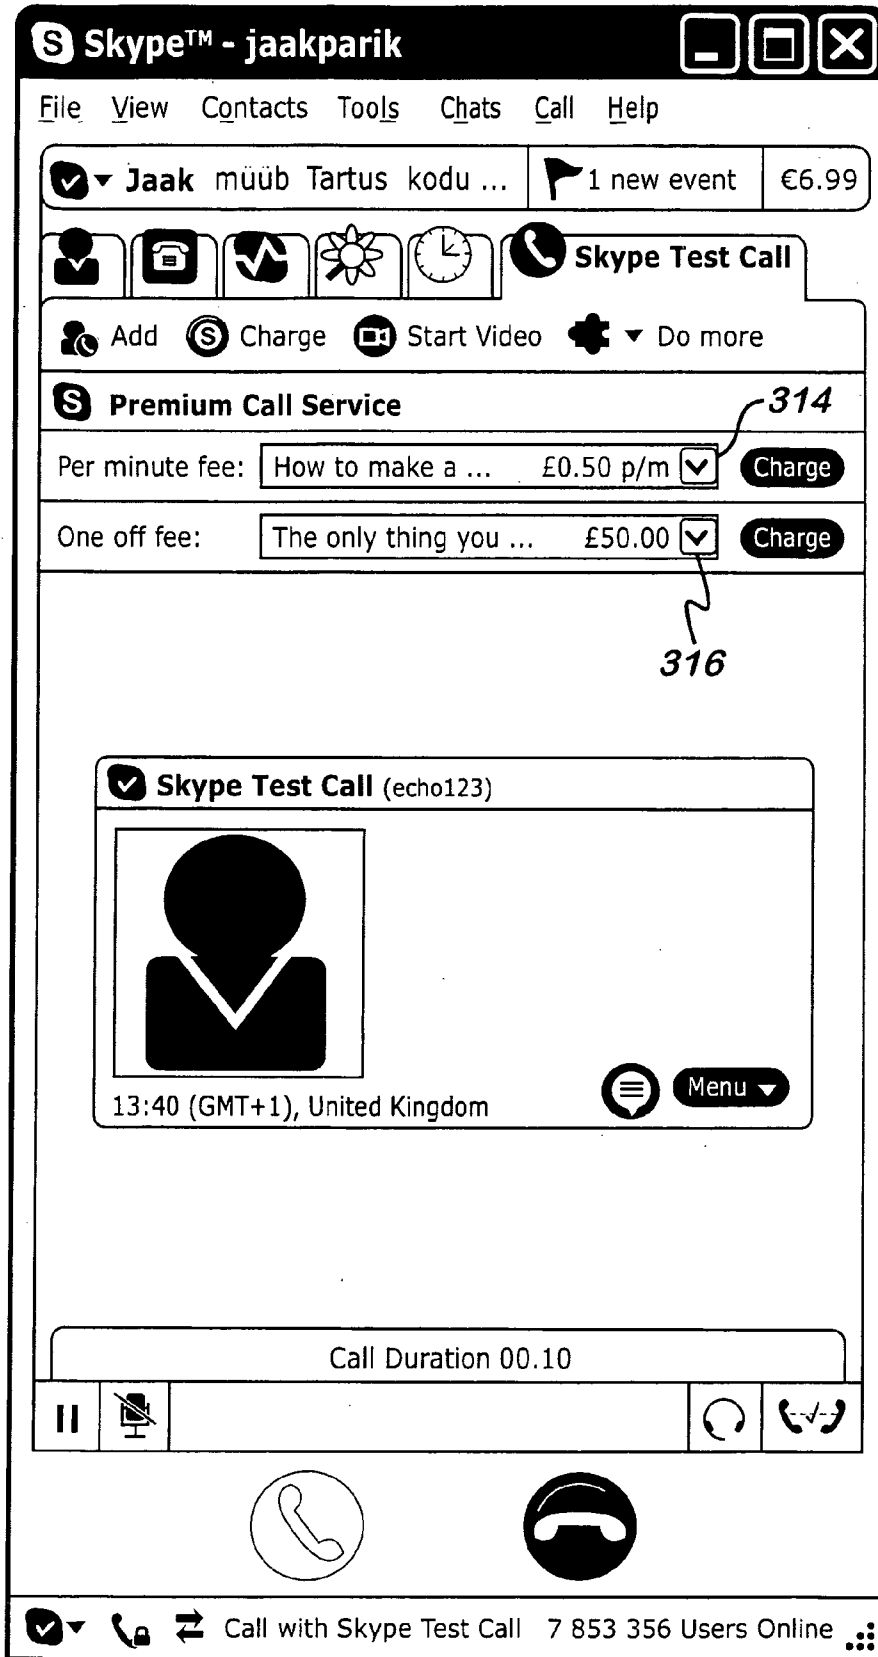 S Skype™ - jaakparik
File View Contacts Tools Chats Call Help
Jaak müüb Tartus kodu ... 1 new event €6.99
Skype Test Call
Add S Charge Start Video Do more
S Premium Call Service 314
Per minute fee: How to make a ... £0.50 p/m Charge
One off fee: The only thing you ... £50.00 Charge
316
Skype Test Call (echo123)
13:40 (GMT+1), United Kingdom Menu
Call Duration 00.10
Call with Skype Test Call 7 853 356 Users Online